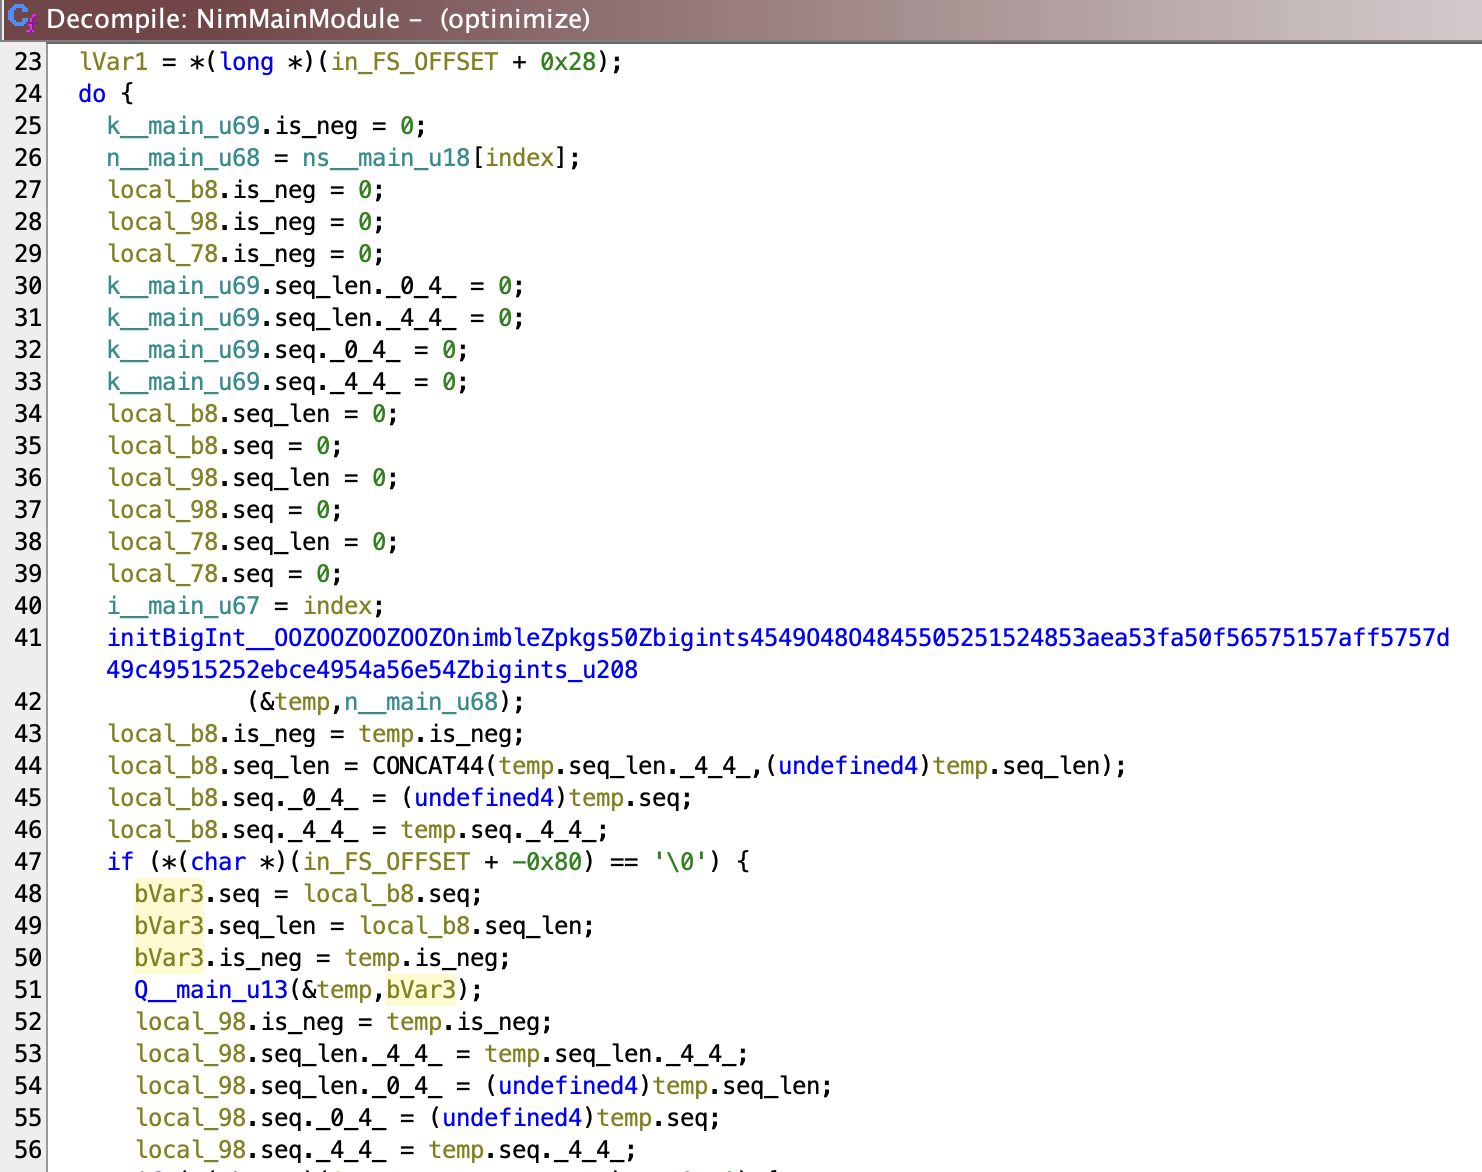 Decompile: NimMainModule – (optinimize)
23 lVar1 = *(long *)(in_FS_OFFSET + 0x28);
24 do {
25 k__main_u69.is_neg = 0;
26 n__main_u68 = ns__main_u18[index];
27 local_b8.is_neg = 0;
28 local_98.is_neg = 0;
29 local_78.is_neg = 0;
30 k__main_u69.seq_len._0_4_ = 0;
31 k__main_u69.seq_len._4_4_ = 0;
32 k__main_u69.seq._0_4_ = 0;
33 k__main_u69.seq._4_4_ = 0;
34 local_b8.seq_len = 0;
35 local_b8.seq = 0;
36 local_98.seq_len = 0;
37 local_98.seq = 0;
38 local_78.seq_len = 0;
39 local_78.seq = 0;
40 i__main_u67 = index;
41 initBigInt__OOZOOZOOZOOZOnimbleZpkgs50Zbigints4549O48O4845505251524853aea53fa50f56575157aff5757d
49c49515252ebce4954a56e54Zbigints_u208
42 (&temp,n__main_u68);
43 local_b8.is_neg = temp.is_neg;
44 local_b8.seq_len = CONCAT44(temp.seq_len._4_4_,(undefined4)temp.seq_len);
45 local_b8.seq._0_4_ = (undefined4)temp.seq;
46 local_b8.seq._4_4_ = temp.seq._4_4_;
47 if (*(char *)(in_FS_OFFSET + -0x80) == '\0') {
48 bVar3.seq = local_b8.seq;
49 bVar3.seq_len = local_b8.seq_len;
50 bVar3.is_neg = temp.is_neg;
51 Q__main_u13(&temp,bVar3);
52 local_98.is_neg = temp.is_neg;
53 local_98.seq_len._4_4_ = temp.seq_len._4_4_;
54 local_98.seq_len._0_4_ = (undefined4)temp.seq_len;
55 local_98.seq._0_4_ = (undefined4)temp.seq;
56 local_98.seq._4_4_ = temp.seq._4_4_;